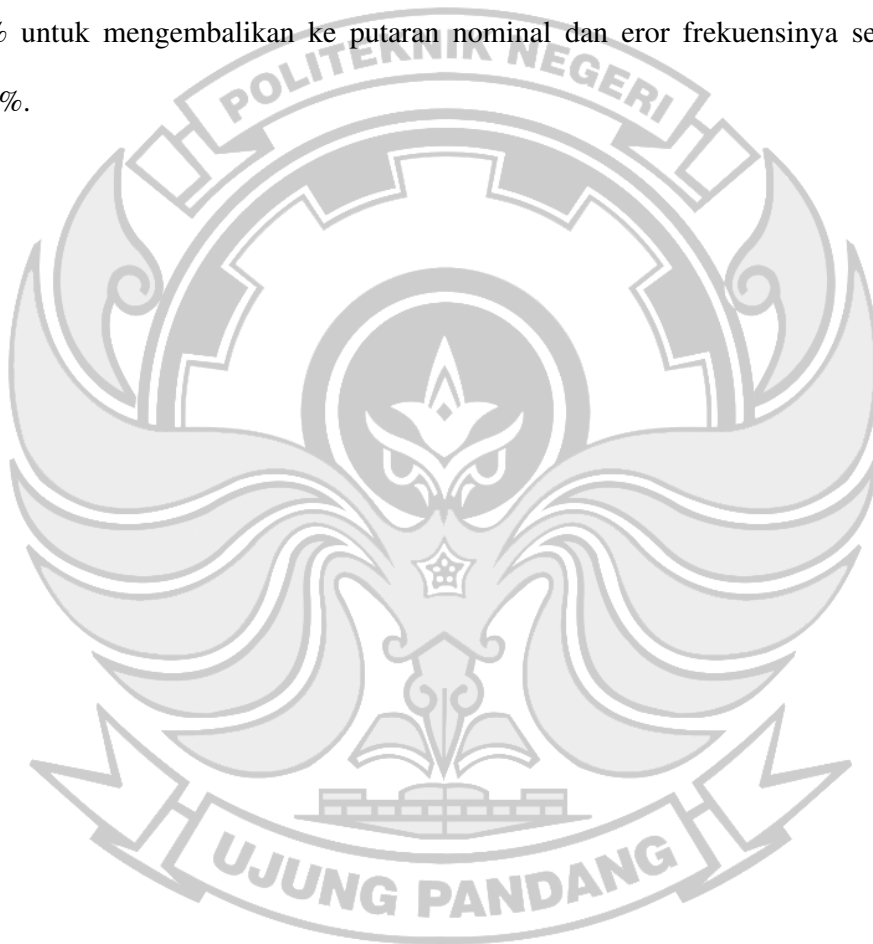 % untuk mengembalikan ke putaran nominal dan eror frekuensinya se
%.
POLITEKNIK NEGERI
UJUNG PANDANG